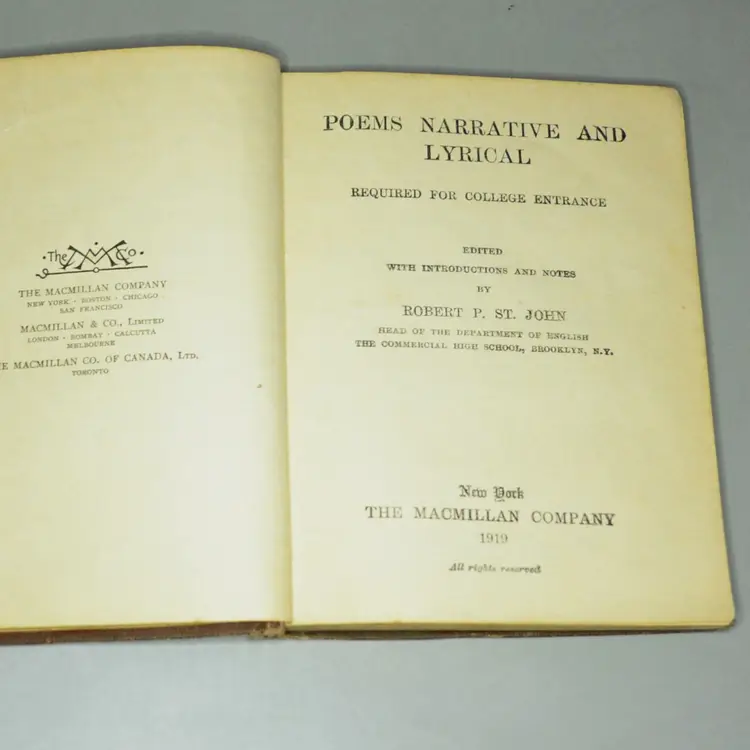 The M Co.
THE MACMILLAN COMPANY
NEW YORK · BOSTON · CHICAGO
SAN FRANCISCO
MACMILLAN & CO., LIMITED
LONDON · BOMBAY · CALCUTTA
MELBOURNE
E MACMILLAN CO. OF CANADA, LTD.
TORONTO
POEMS NARRATIVE AND
LYRICAL
REQUIRED FOR COLLEGE ENTRANCE
EDITED
WITH INTRODUCTIONS AND NOTES
BY
ROBERT P. ST. JOHN
HEAD OF THE DEPARTMENT OF ENGLISH
THE COMMERCIAL HIGH SCHOOL, BROOKLYN, N.Y.
New York
THE MACMILLAN COMPANY
1919
All rights reserved